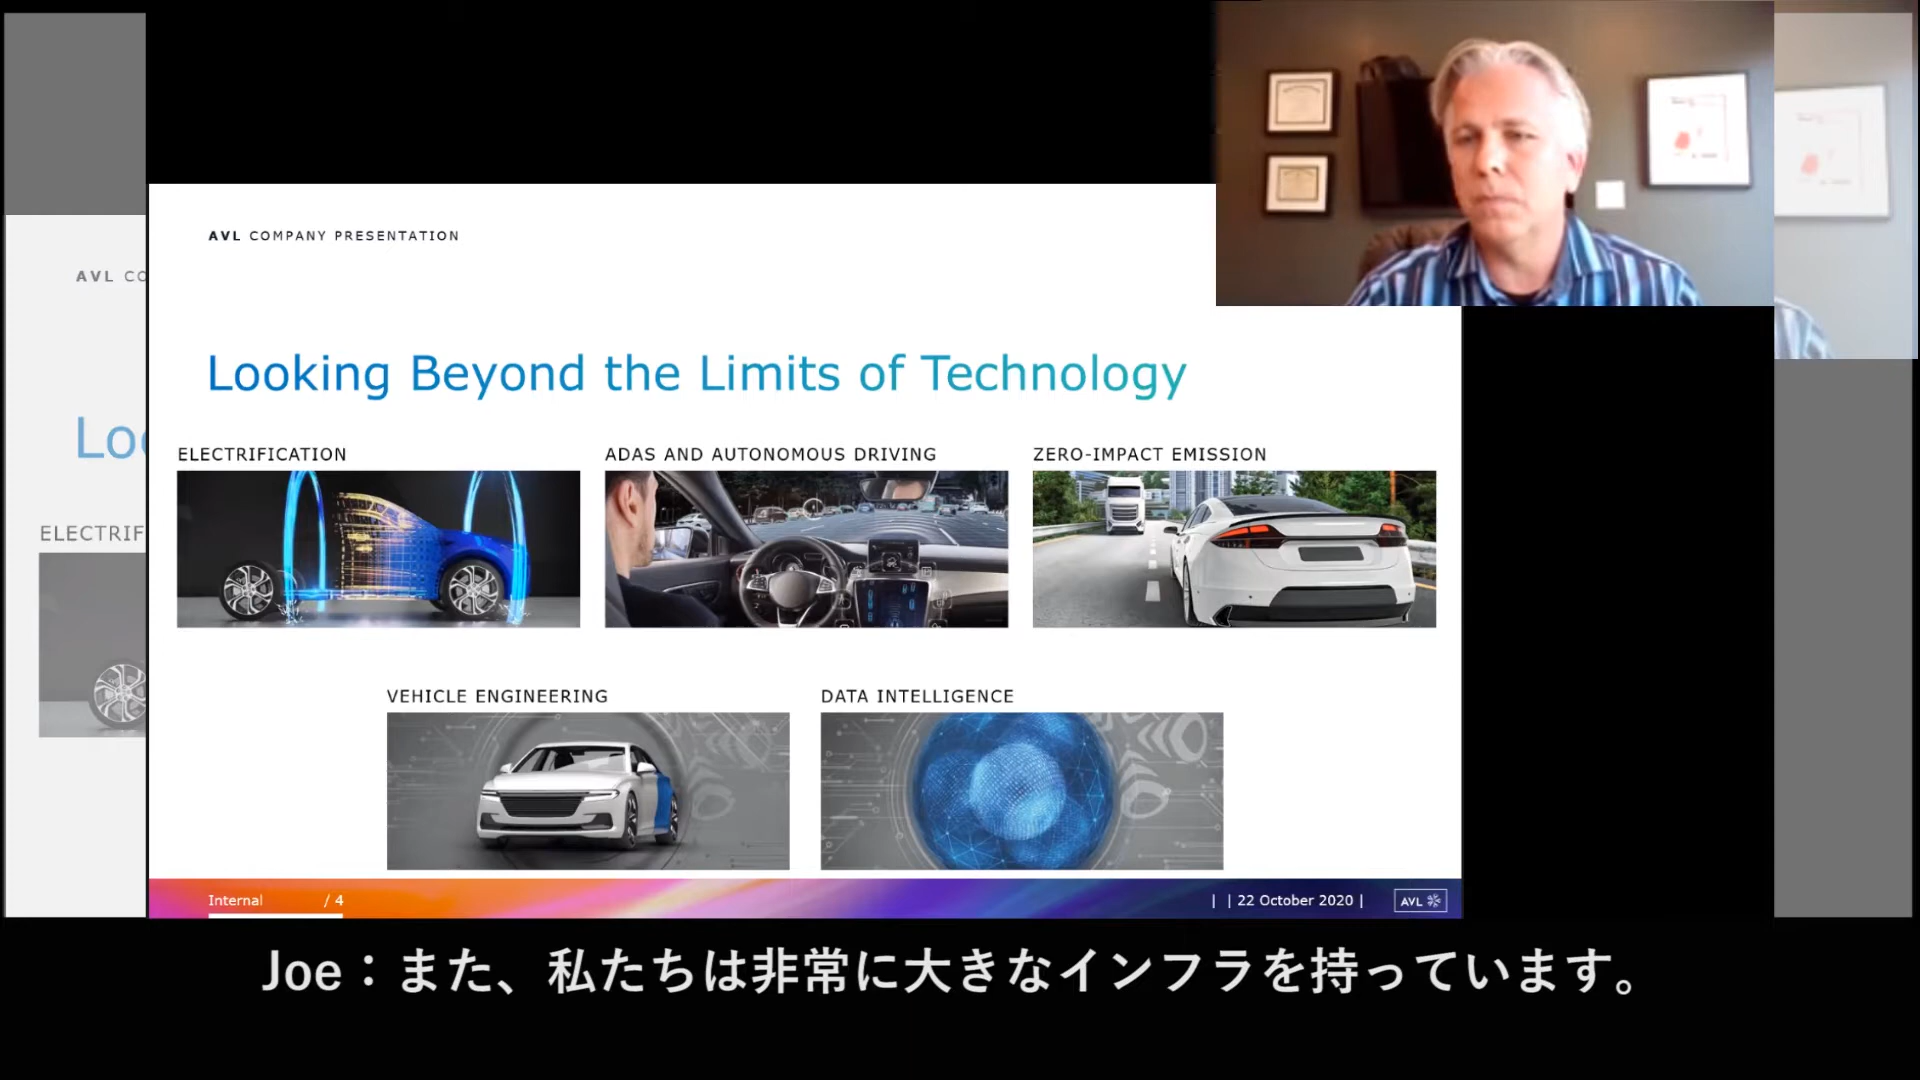 AVL COMPANY PRESENTATION
Looking Beyond the Limits of Technology
ELECTRIFICATION
ADAS AND AUTONOMOUS DRIVING
ZERO-IMPACT EMISSION
VEHICLE ENGINEERING
DATA INTELLIGENCE
Internal / 4
| | 22 October 2020 |
AVL
AVL CO
Loo
ELECTRIF
Joe：また、私たちは非常に大きなインフラを持っています。